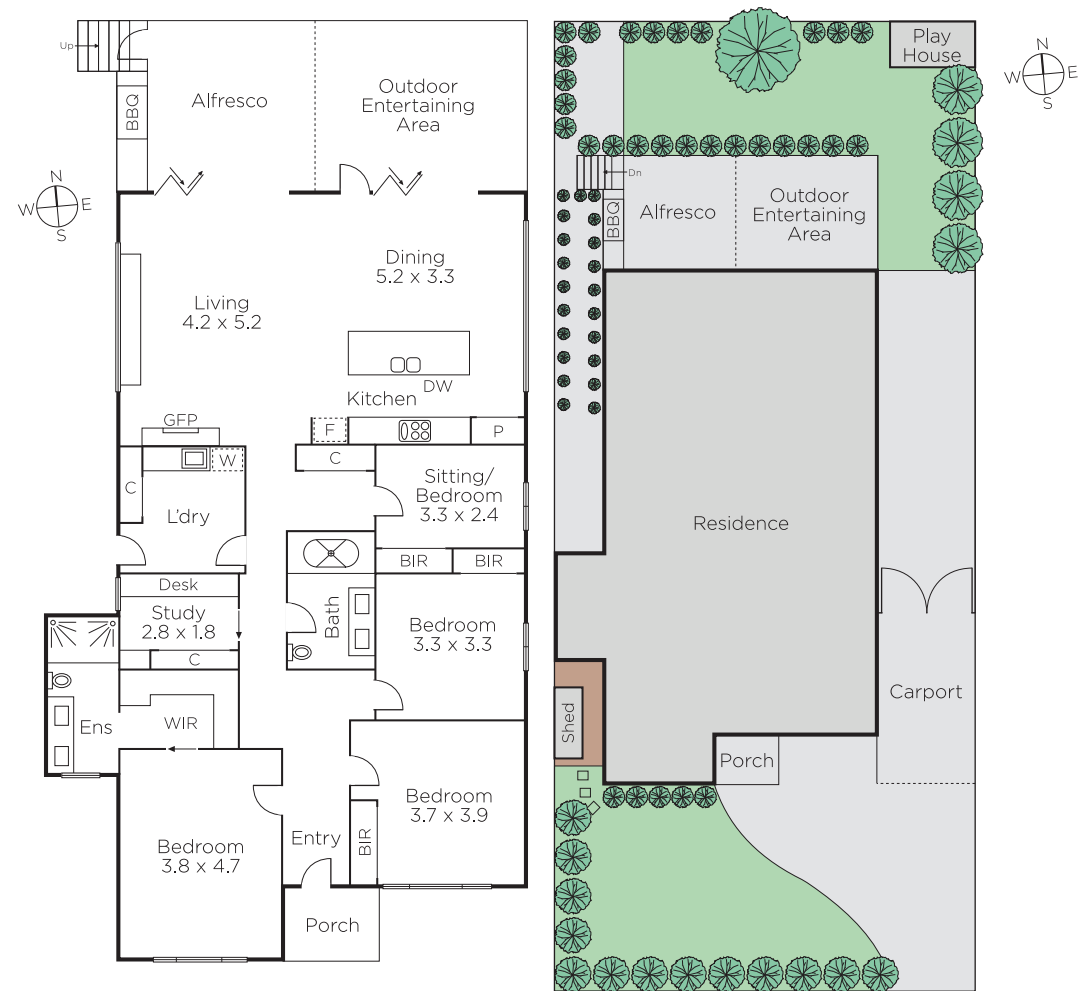 Up
BBQ
Alfresco
Outdoor
Entertaining
Area
N
W
E
S
Dining
5.2 x 3.3
Living
4.2 x 5.2
DW
Kitchen
GFP
F
P
W
C
C
Sitting/
Bedroom
3.3 x 2.4
L'dry
BIR
BIR
Desk
Study
2.8 x 1.8
Bath
Bedroom
3.3 x 3.3
C
WIR
Ens
Bedroom
3.7 x 3.9
BIR
Entry
Bedroom
3.8 x 4.7
Porch
Play
House
N
W
E
S
Dn
BBQ
Alfresco
Outdoor
Entertaining
Area
Residence
Carport
Shed
Porch